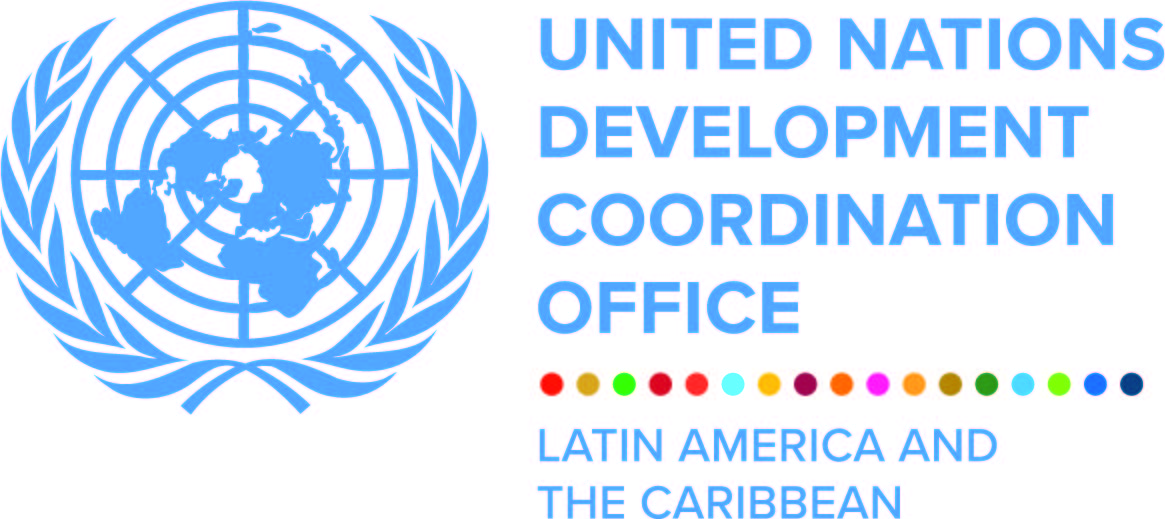 UNITED NATIONS
DEVELOPMENT
COORDINATION
OFFICE
LATIN AMERICA AND
THE CARIBBEAN